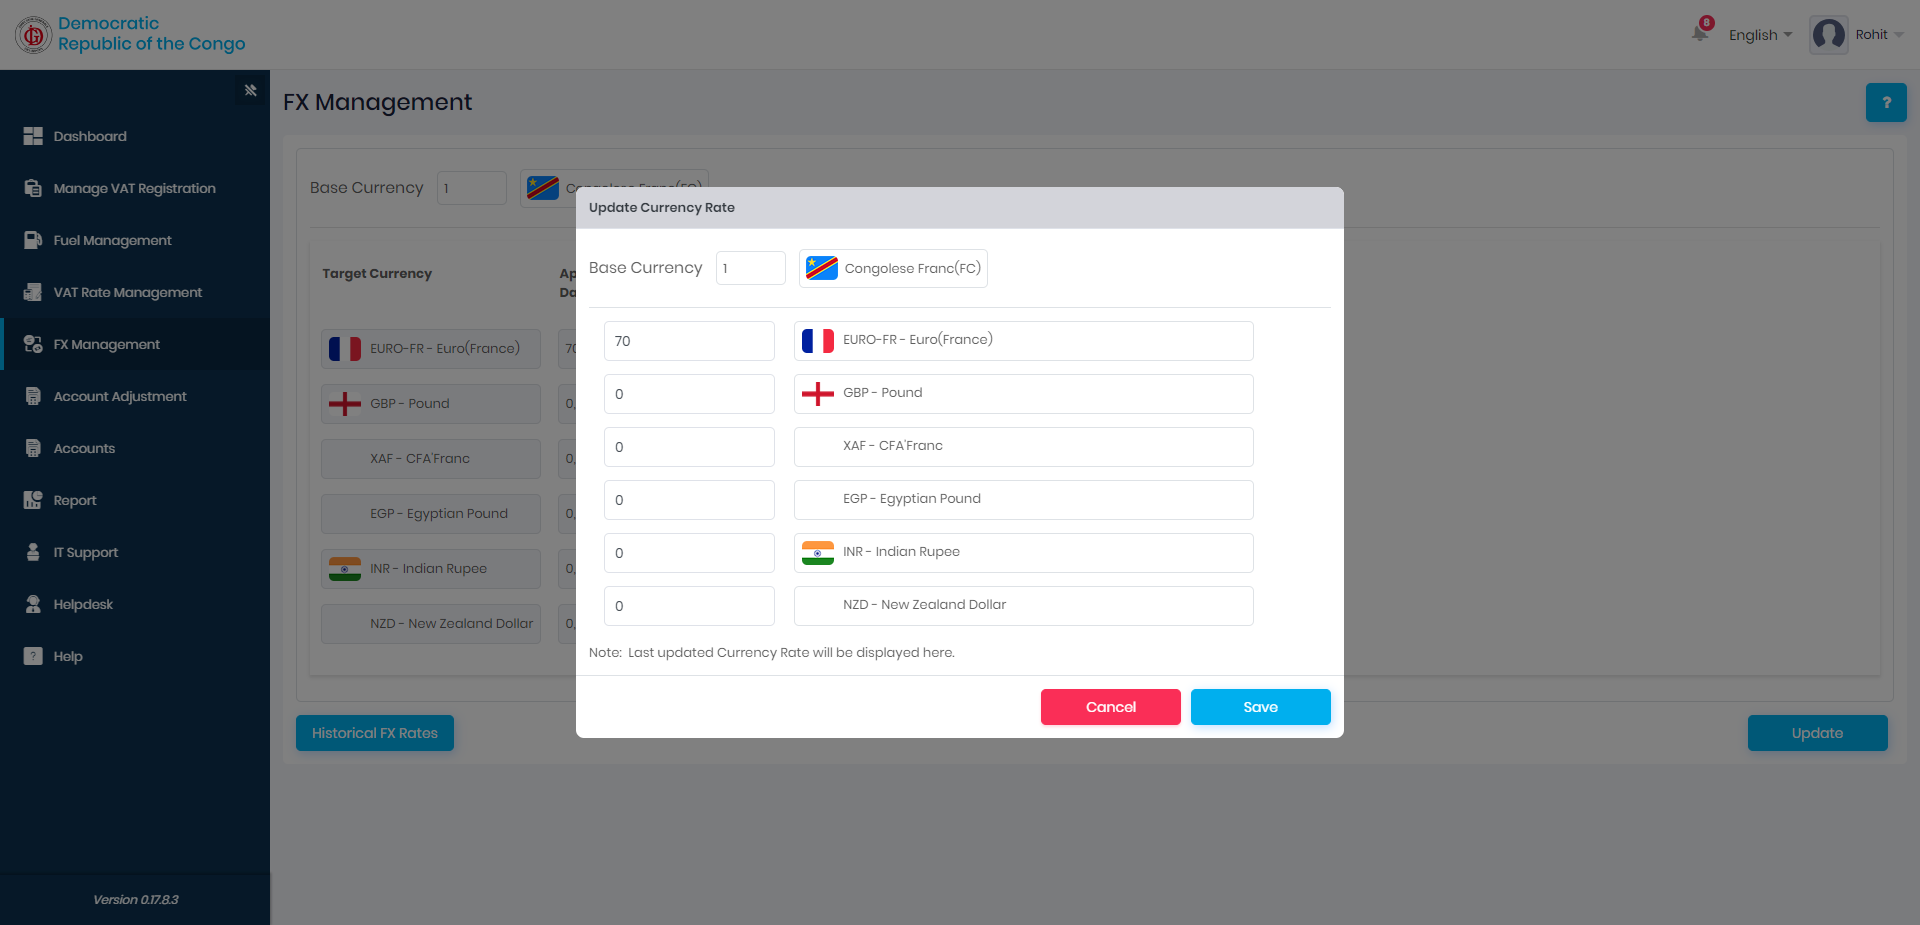 Democratic
Republic of the Congo
8
English
Rohit
FX Management
?
Dashboard
Manage VAT Registration
Fuel Management
VAT Rate Management
FX Management
Account Adjustment
Accounts
Report
IT Support
Helpdesk
Help
Version 0.17.8.3
Base Currency 1 Congolese Franc(FC)
Target Currency
EURO-FR - Euro(France) 70
GBP - Pound 0,
XAF - CFA'Franc 0,
EGP - Egyptian Pound 0,
INR - Indian Rupee 0,
NZD - New Zealand Dollar 0,
Historical FX Rates
Update
Update Currency Rate
Base Currency 1 Congolese Franc(FC)
70 EURO-FR - Euro(France)
0 GBP - Pound
0 XAF - CFA'Franc
0 EGP - Egyptian Pound
0 INR - Indian Rupee
0 NZD - New Zealand Dollar
Note: Last updated Currency Rate will be displayed here.
Cancel
Save